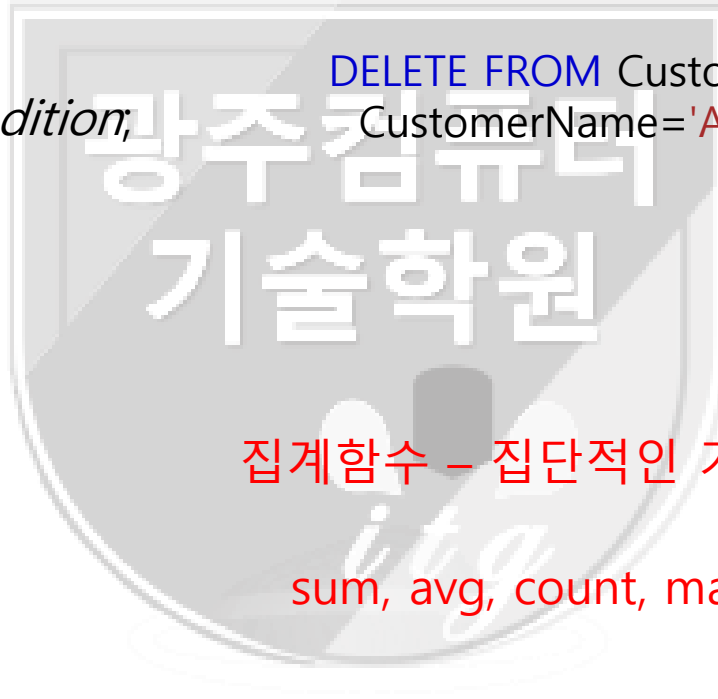 DELETE FROM Custo
dition;
CustomerName='A
광주컴퓨터
기술학원
집계함수 – 집단적인
sum, avg, count, ma
itg